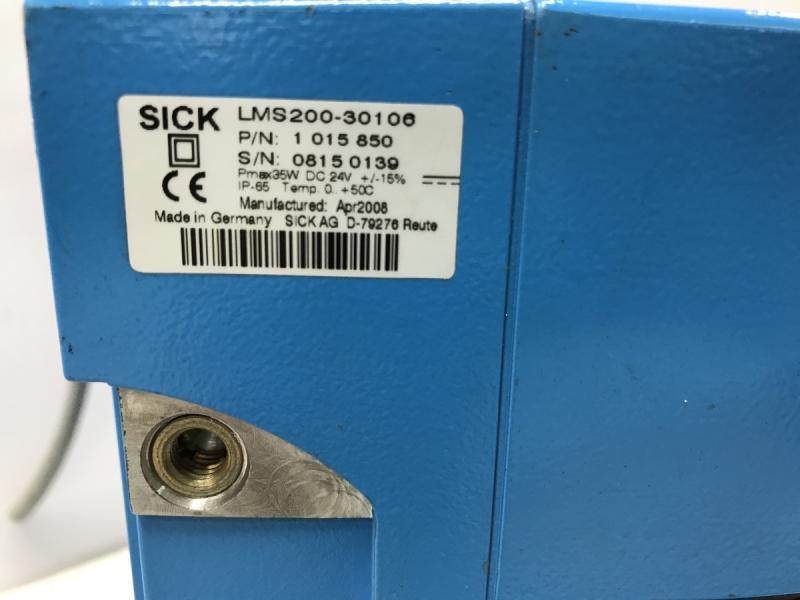 SICK LMS200-30106
P/N: 1 015 850
S/N: 0815 0139
Pmax35W DC 24V +/-15%
CE IP-65 Temp. 0.. +50C
Manufactured: Apr2008
Made in Germany SICK AG D-79276 Reute